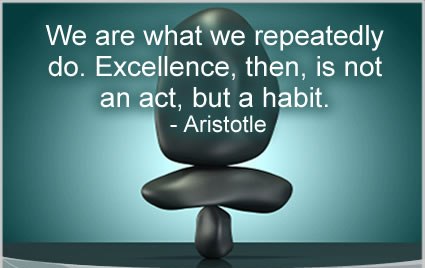 We are what we repeatedly
do. Excellence, then, is not
an act, but a habit.
- Aristotle